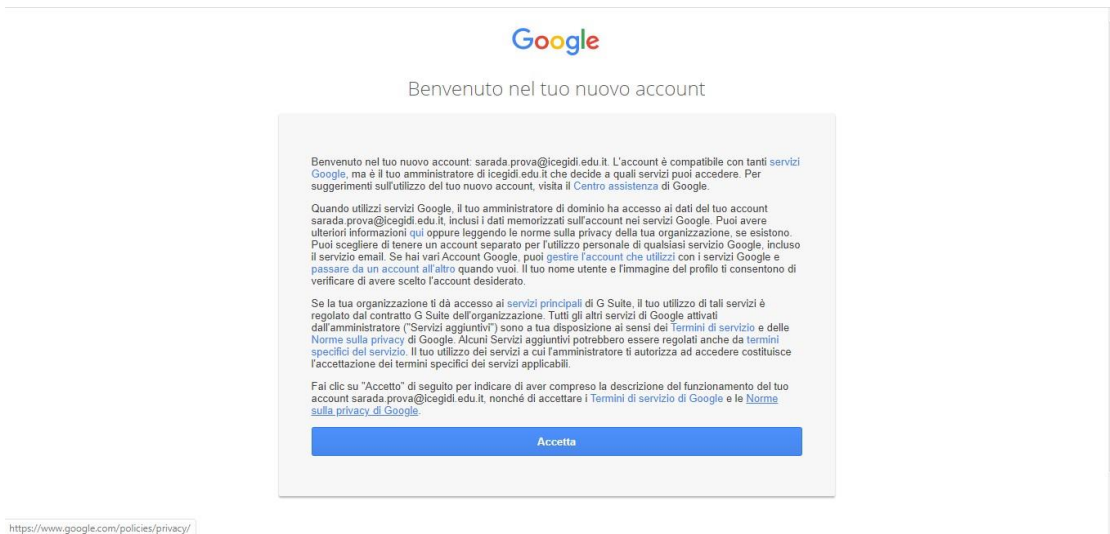 Google
Benvenuto nel tuo nuovo account
Benvenuto nel tuo nuovo account: sarada.prova@icegidi.edu.it. L'account è compatibile con tanti servizi
Google, ma è il tuo amministratore di icegidi.edu.it che decide a quali servizi puoi accedere. Per
suggerimenti sull'utilizzo del tuo nuovo account, visita il Centro assistenza di Google.
Quando utilizzi servizi Google, il tuo amministratore di dominio ha accesso ai dati del tuo account
sarada.prova@icegidi.edu.it, inclusi i dati memorizzati sull'account nei servizi Google. Puoi avere
ulteriori informazioni qui oppure leggendo le norme sulla privacy della tua organizzazione, se esistono.
Puoi scegliere di tenere un account separato per l'utilizzo personale di qualsiasi servizio Google, incluso
il servizio email. Se hai vari Account Google, puoi gestire l'account che utilizzi con i servizi Google e
passare da un account all'altro quando vuoi. Il tuo nome utente e l'immagine del profilo ti consentono di
verificare di avere scelto l'account desiderato.
Se la tua organizzazione ti dà accesso ai servizi principali di G Suite, il tuo utilizzo di tali servizi è
regolato dal contratto G Suite dell'organizzazione. Tutti gli altri servizi di Google attivati
dall'amministratore ("Servizi aggiuntivi") sono a tua disposizione ai sensi dei Termini di servizio e delle
Norme sulla privacy di Google. Alcuni Servizi aggiuntivi potrebbero essere regolati anche da termini
specifici del servizio. Il tuo utilizzo dei servizi a cui l'amministratore ti autorizza ad accedere costituisce
l'accettazione dei termini specifici dei servizi applicabili.
Fai clic su "Accetto" di seguito per indicare di aver compreso la descrizione del funzionamento del tuo
account sarada.prova@icegidi.edu.it, nonché di accettare i Termini di servizio di Google e le Norme
sulla privacy di Google.
Accetta
https://www.google.com/policies/privacy/